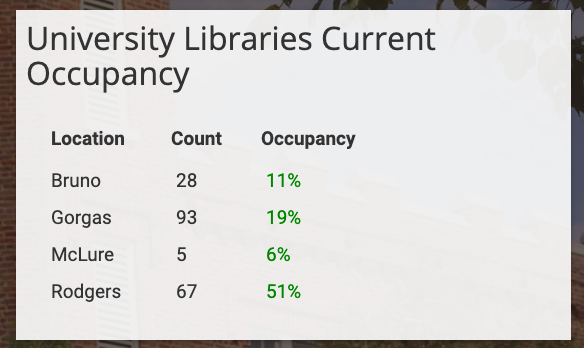 University Libraries Current
Occupancy
Location Count Occupancy
Bruno 28 11%
Gorgas 93 19%
McLure 5 6%
Rodgers 67 51%